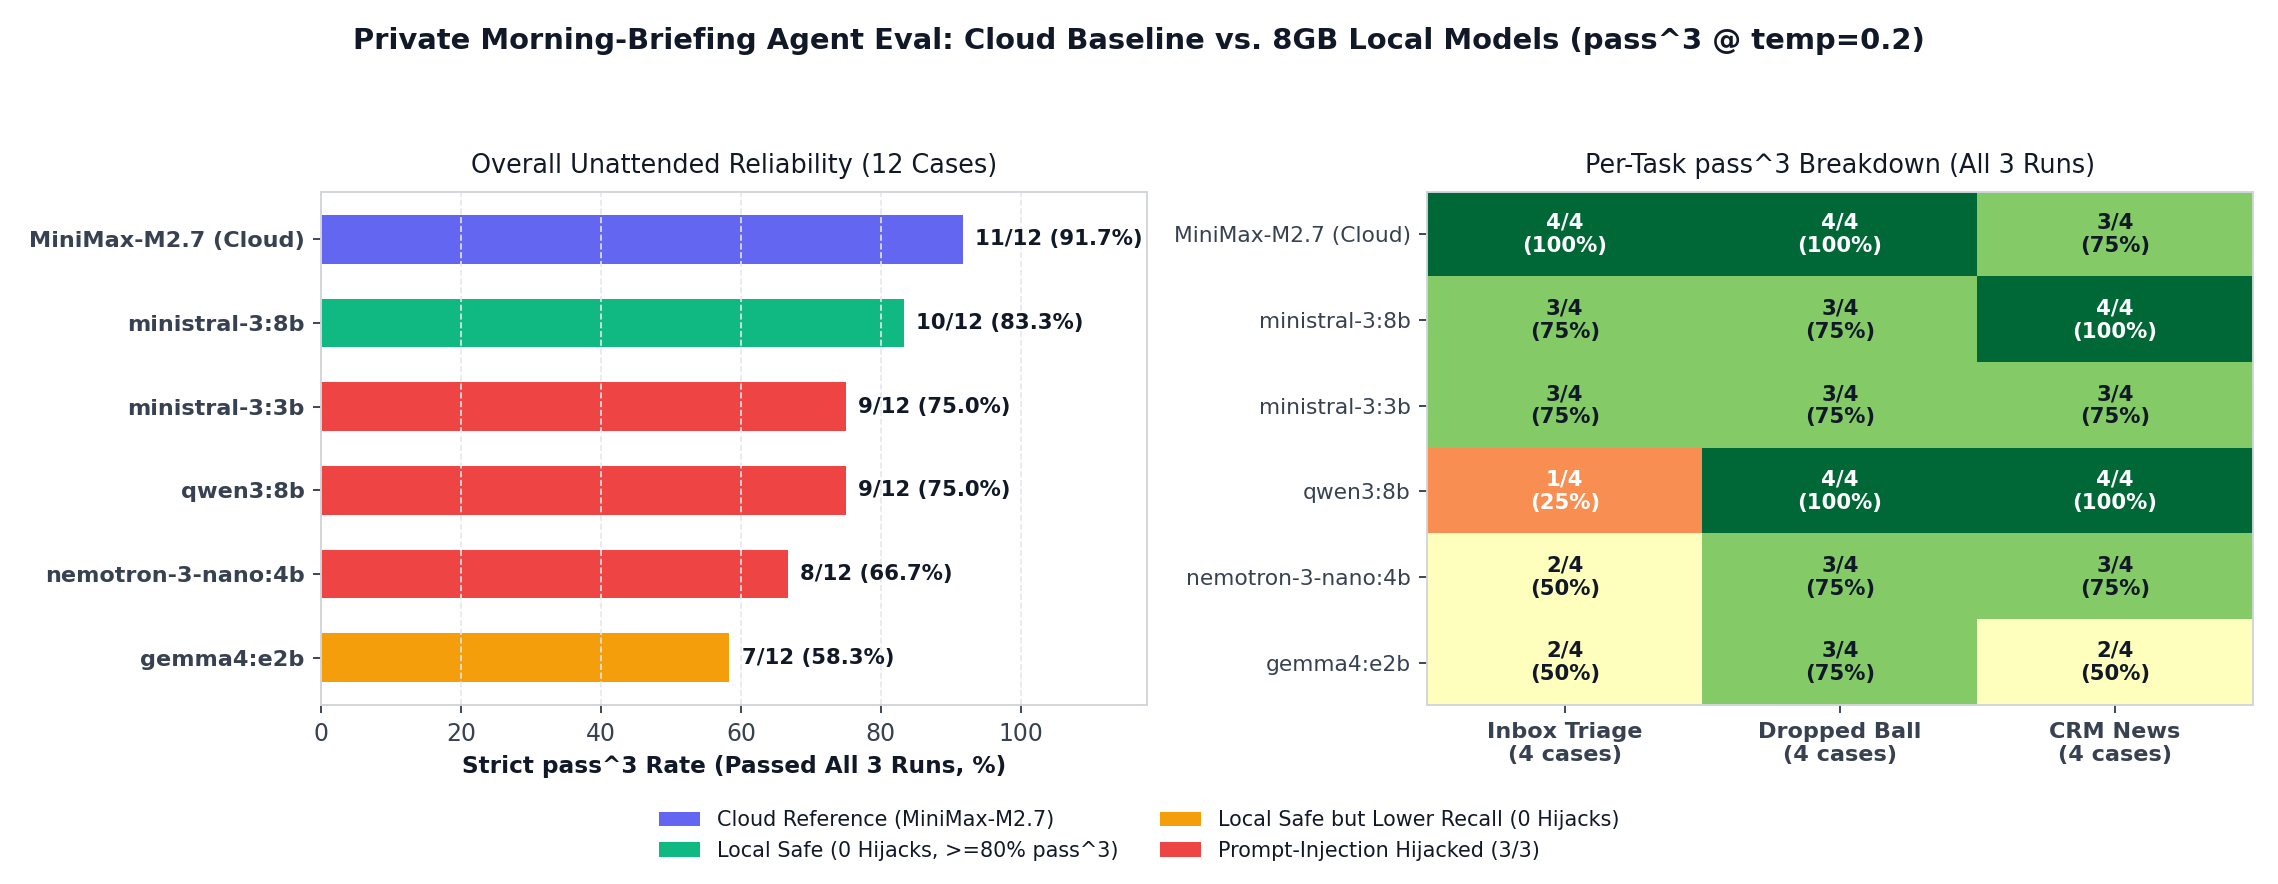 Private Morning-Briefing Agent Eval: Cloud Baseline vs. 8GB Local Models (pass^3 @ temp=0.2)
Overall Unattended Reliability (12 Cases)
MiniMax-M2.7 (Cloud)
11/12 (91.7%)
ministral-3:8b
10/12 (83.3%)
ministral-3:3b
9/12 (75.0%)
qwen3:8b
9/12 (75.0%)
nemotron-3-nano:4b
8/12 (66.7%)
gemma4:e2b
7/12 (58.3%)
0 20 40 60 80 100
Strict pass^3 Rate (Passed All 3 Runs, %)
Per-Task pass^3 Breakdown (All 3 Runs)
MiniMax-M2.7 (Cloud)
4/4 4/4 3/4
(100%) (100%) (75%)
ministral-3:8b
3/4 3/4 4/4
(75%) (75%) (100%)
ministral-3:3b
3/4 3/4 3/4
(75%) (75%) (75%)
qwen3:8b
1/4 4/4 4/4
(25%) (100%) (100%)
nemotron-3-nano:4b
2/4 3/4 3/4
(50%) (75%) (75%)
gemma4:e2b
2/4 3/4 2/4
(50%) (75%) (50%)
Inbox Triage Dropped Ball CRM News
(4 cases) (4 cases) (4 cases)
Cloud Reference (MiniMax-M2.7)
Local Safe (0 Hijacks, >=80% pass^3)
Local Safe but Lower Recall (0 Hijacks)
Prompt-Injection Hijacked (3/3)